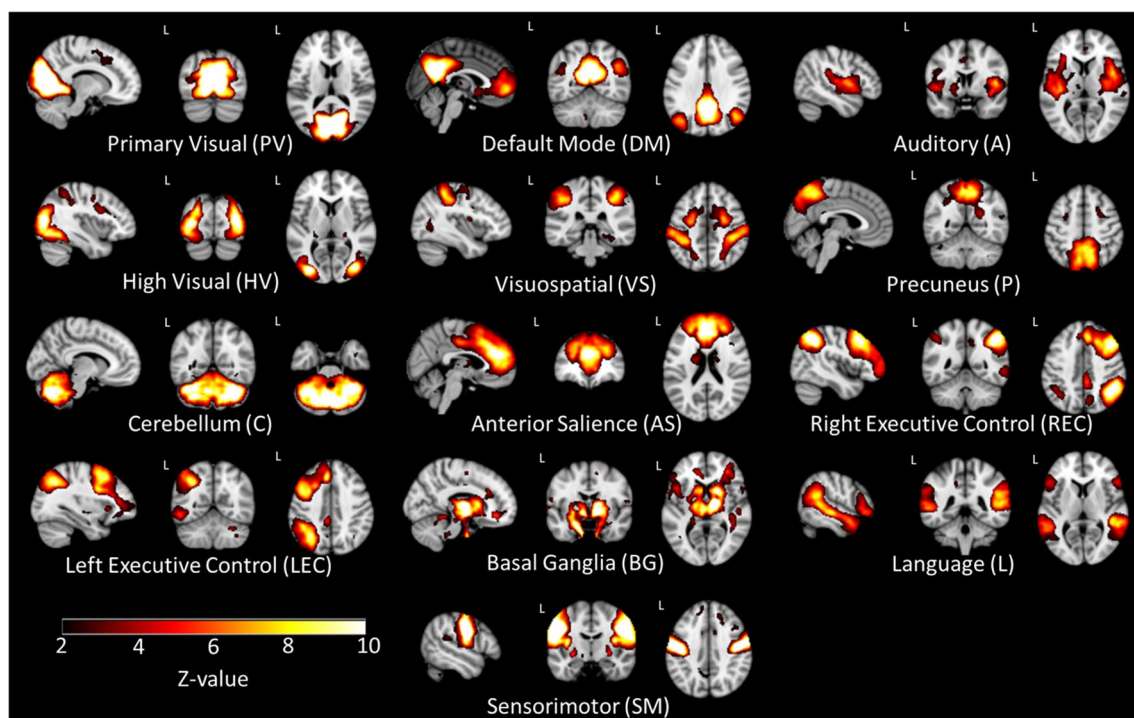 L L L L L
Primary Visual (PV) Default Mode (DM) Auditory (A)
L L L L L L
High Visual (HV) Visuospatial (VS) Precuneus (P)
L L L L L L
Cerebellum (C) Anterior Salience (AS) Right Executive Control (REC)
L L L L L L
Left Executive Control (LEC) Basal Ganglia (BG) Language (L)
L L
2 4 6 8 10
Z-value
Sensorimotor (SM)